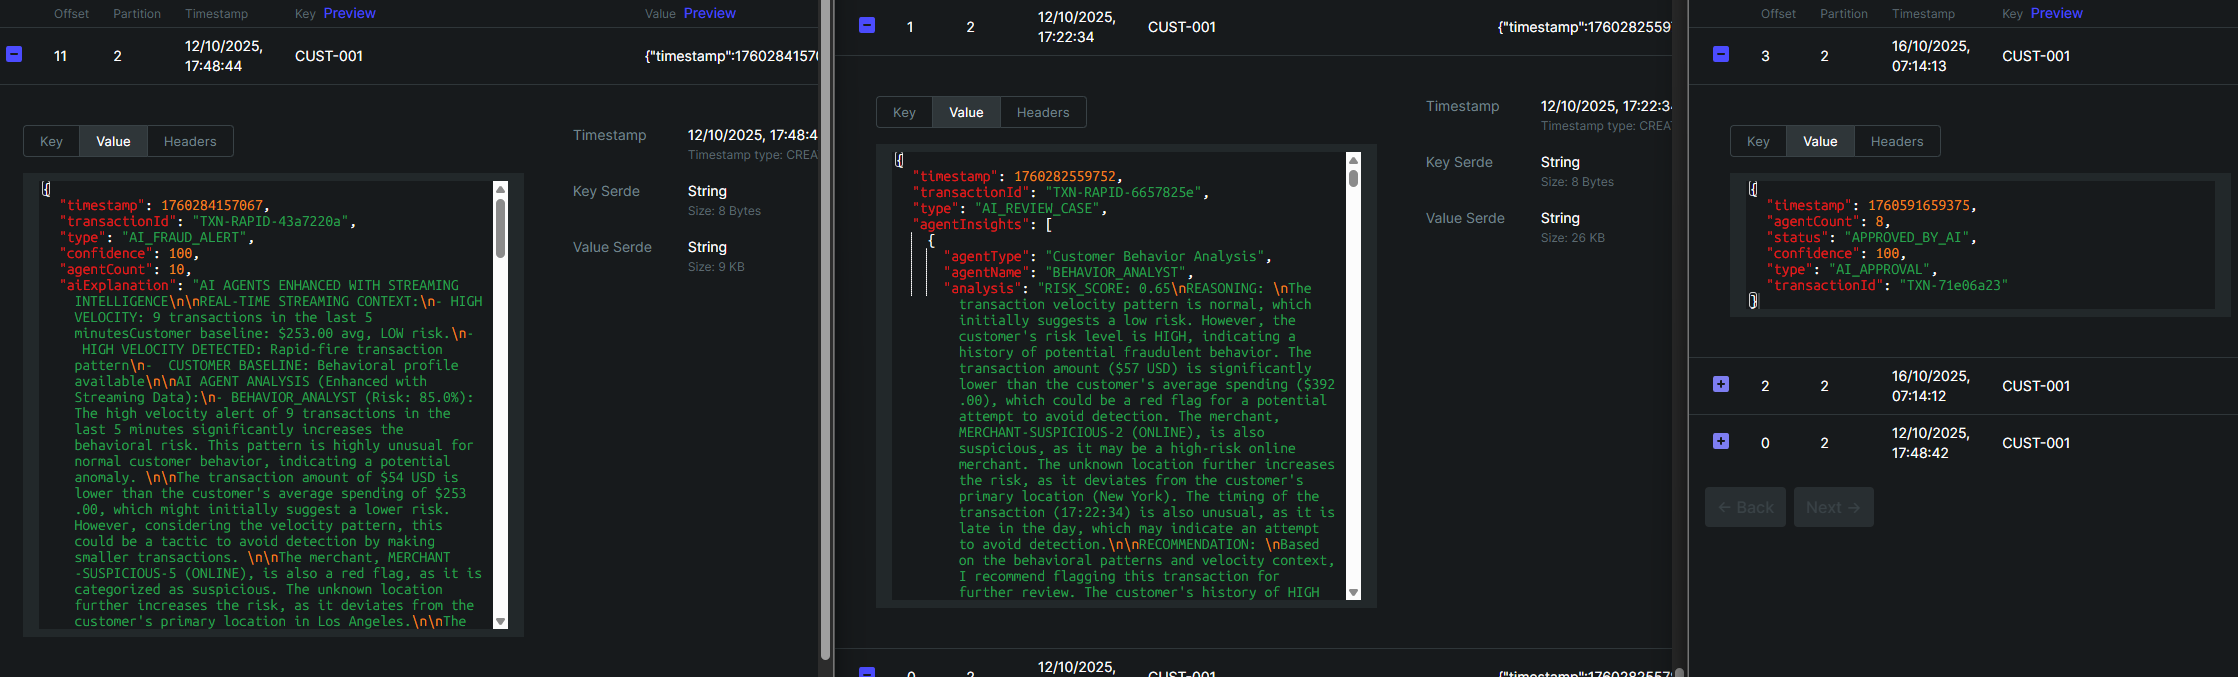 Offset Partition Timestamp Key Preview Value Preview
11 2 12/10/2025, 17:48:44 CUST-001 {"timestamp":1760284157
Key Value Headers
Timestamp 12/10/2025, 17:48:4
Timestamp type: CREA
Key Serde String
Size: 8 Bytes
Value Serde String
Size: 9 KB
{
"timestamp": 1760284157067,
"transactionId": "TXN-RAPID-43a7220a",
"type": "AI_FRAUD_ALERT",
"confidence": 100,
"agentCount": 10,
"aiExplanation": "AI AGENTS ENHANCED WITH STREAMING
INTELLIGENCE\n\nREAL-TIME STREAMING CONTEXT:\n- HIGH
VELOCITY: 9 transactions in the last 5
minutesCustomer baseline: $253.00 avg, LOW risk.\n-
HIGH VELOCITY DETECTED: Rapid-fire transaction
pattern\n-  CUSTOMER BASELINE: Behavioral profile
available\n\nAI AGENT ANALYSIS (Enhanced with
Streaming Data):\n- BEHAVIOR_ANALYST (Risk: 85.0%):
The high velocity alert of 9 transactions in the
last 5 minutes significantly increases the
behavioral risk. This pattern is highly unusual for
normal customer behavior, indicating a potential
anomaly. \n\nThe transaction amount of $54 USD is
lower than the customer's average spending of $253
.00, which might initially suggest a lower risk.
However, considering the velocity pattern, this
could be a tactic to avoid detection by making
smaller transactions. \n\nThe merchant, MERCHANT
-SUSPICIOUS-5 (ONLINE), is also a red flag, as it is
categorized as suspicious. The unknown location
further increases the risk, as it deviates from the
customer's primary location in Los Angeles.\n\nThe
1 2 12/10/2025, 17:22:34 CUST-001 {"timestamp":1760282559
Key Value Headers
Timestamp 12/10/2025, 17:22:34
Timestamp type: CREA
Key Serde String
Size: 8 Bytes
Value Serde String
Size: 26 KB
{
"timestamp": 1760282559752,
"transactionId": "TXN-RAPID-6657825e",
"type": "AI_REVIEW_CASE",
"agentInsights": [
{
"agentType": "Customer Behavior Analysis",
"agentName": "BEHAVIOR_ANALYST",
"analysis": "RISK_SCORE: 0.65\nREASONING: \nThe
transaction velocity pattern is normal, which
initially suggests a low risk. However, the
customer's risk level is HIGH, indicating a
history of potential fraudulent behavior. The
transaction amount ($57 USD) is significantly
lower than the customer's average spending ($392
.00), which could be a red flag for a potential
attempt to avoid detection. The merchant,
MERCHANT-SUSPICIOUS-2 (ONLINE), is also
suspicious, as it may be a high-risk online
merchant. The unknown location further increases
the risk, as it deviates from the customer's
primary location (New York). The timing of the
transaction (17:22:34) is also unusual, as it is
late in the day, which may indicate an attempt
to avoid detection.\n\nRECOMMENDATION: \nBased
on the behavioral patterns and velocity context,
I recommend flagging this transaction for
further review. The customer's history of HIGH
0 2 12/10/2025, CUST-001 {"timestamp":176028255
Offset Partition Timestamp Key Preview
3 2 16/10/2025, 07:14:13 CUST-001
Key Value Headers
{
"timestamp": 1760591659375,
"agentCount": 8,
"status": "APPROVED_BY_AI",
"confidence": 100,
"type": "AI_APPROVAL",
"transactionId": "TXN-71e06a23"
}
2 2 16/10/2025, 07:14:12 CUST-001
0 2 12/10/2025, 17:48:42 CUST-001
← Back Next →